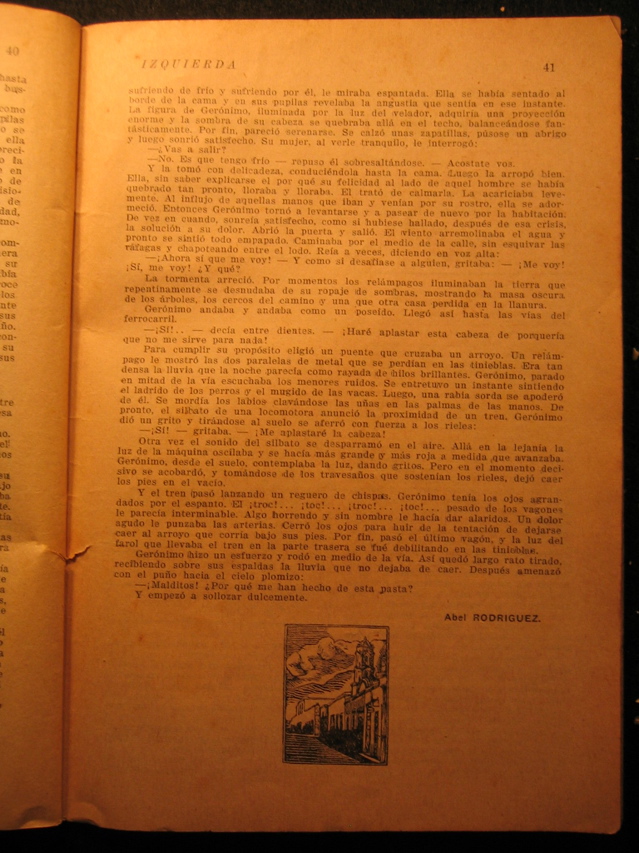 40
hasta
como
pilas
no se
ella
la
e en
s de
IZQUIERDA
41
sufriendo de frío y sufriendo por él, le miraba espantada. Ella se había sentado al
borde de la cama y en sus pupilas revelaba la angustia que sentía en ese instante.
La figura de Gerónimo, iluminada por la luz del velador, adquiría una proyección
enorme y la sombra de su cabeza se quebraba allá en el techo, balanceándose fan-
tásticamente. Por fin, pareció serenarse. Se calzó unas zapatillas, púsose un abrigo
y luego sonrió satisfecho. Su mujer, al verle tranquilo, le interrogó:
—¿Vas a salir?
—No. Es que tengo frío — repuso él sobresaltándose. — Acostate vos.
Y la tomó con delicadeza, conduciéndola hasta la cama. Luego la arropó bien.
Ella, sin saber explicarse el por qué su felicidad al lado de aquel hombre se había
quebrado tan pronto, lloraba y lloraba. El trató de calmarla. La acariciaba leve-
mente. Al influjo de aquellas manos que iban y venían por su rostro, ella se ador-
meció. Entonces Gerónimo tornó a levantarse y a pasear de nuevo por la habitación.
De vez en cuando, sonreía satisfecho, como si hubiese hallado, después de esa crisis,
la solución a su dolor. Abrió la puerta y salió. El viento arremolinaba el agua y
pronto se sintió todo empapado. Caminaba por el medio de la calle, sin esquivar las
ráfagas y chapoteando entre el lodo. Reía a veces, diciendo en voz alta:
—¡Ahora sí que me voy! — Y como si desafiase a alguien, gritaba: — ¡Me voy!
¡Sí, me voy! ¿Y qué?
La tormenta arreció. Por momentos los relámpagos iluminaban la tierra que
repentinamente se desnudaba de su ropaje de sombras, mostrando la masa oscura
de los árboles, los cercos del camino y una que otra casa perdida en la llanura.
Gerónimo andaba y andaba como un poseído. Llegó así hasta las vías del
ferrocarril.
—¡Sí!.. — decía entre dientes. — ¡Haré aplastar esta cabeza de porquería
que no me sirve para nada!
Para cumplir su propósito eligió un puente que cruzaba un arroyo. Un relám-
pago le mostró las dos paralelas de metal que se perdían en las tinieblas. Era tan
densa la lluvia que la noche parecía como rayada de hilos brillantes. Gerónimo, parado
en mitad de la vía escuchaba los menores ruidos. Se entretuvo un instante sintiendo
el ladrido de los perros y el mugido de las vacas. Luego, una rabia sorda se apoderó
de él. Se mordía los labios clavándose las uñas en las palmas de las manos. De
pronto, el silbato de una locomotora anunció la proximidad de un tren. Gerónimo
dió un grito y tirándose al suelo se aferró con fuerza a los rieles:
—¡Sí! — gritaba. — ¡Me aplastaré la cabeza!
Otra vez el sonido del silbato se desparramó en el aire. Allá en la lejanía la
luz de la máquina oscilaba y se hacía más grande y más roja a medida que avanzaba.
Gerónimo, desde el suelo, contemplaba la luz, dando gritos. Pero en el momento deci-
sivo se acobardó, y tomándose de los travesaños que sostenían los rieles, dejó caer
los pies en el vacío.
Y el tren pasó lanzando un reguero de chispas. Gerónimo tenía los ojos agran-
dados por el espanto. El ¡troc!... ¡toc!... ¡troc!... ¡toc!... pesado de los vagones
le parecía interminable. Algo horrendo y sin nombre le hacía dar alaridos. Un dolor
agudo le punzaba las arterias. Cerró los ojos para huir de la tentación de dejarse
caer al arroyo que corría bajo sus pies. Por fin, pasó el último vagón, y la luz del
farol que llevaba el tren en la parte trasera se fué debilitando en las tinieblas.
Gerónimo hizo un esfuerzo y rodó en medio de la vía. Así quedó largo rato tirado,
recibiendo sobre sus espaldas la lluvia que no dejaba de caer. Después amenazó
con el puño hacia el cielo plomizo:
—¡Malditos! ¿Por qué me han hecho de esta pasta?
Y empezó a sollozar dulcemente.
Abel RODRIGUEZ.